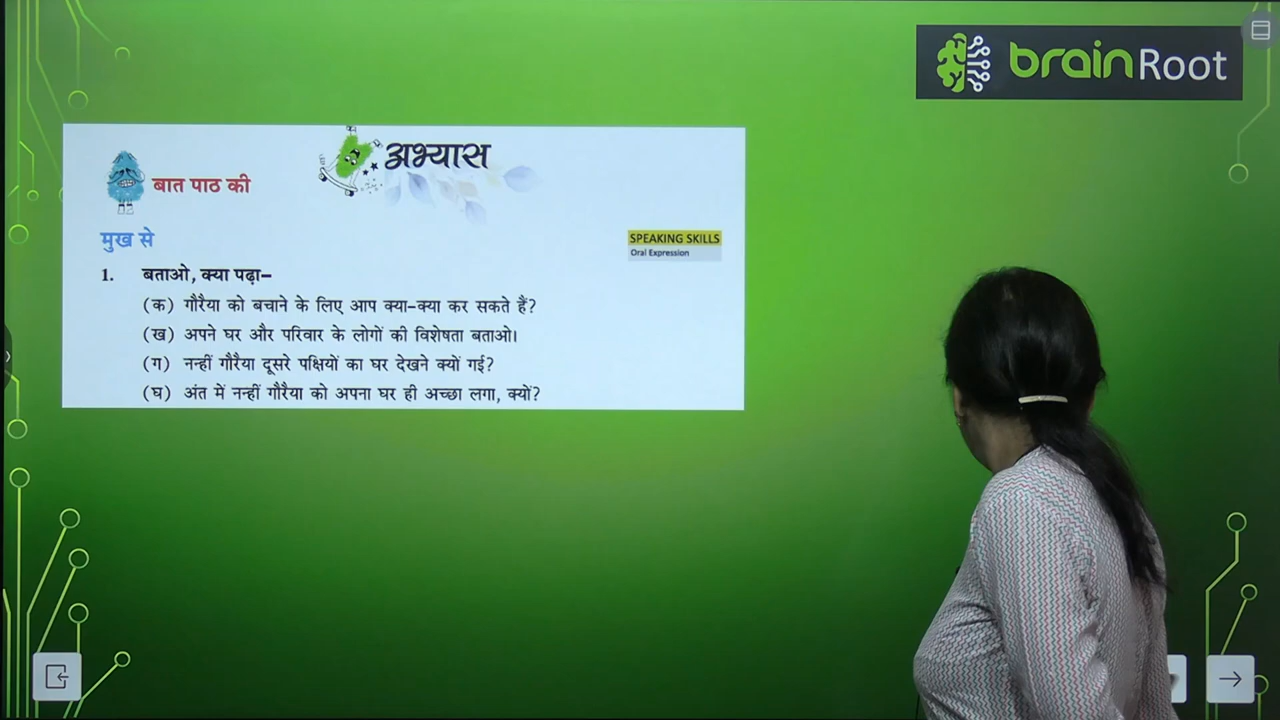 brainRoot
अभ्यास
बात पाठ की
मुख से
SPEAKING SKILLS
Oral Expression
1. बताओ, क्या पढ़ा–
(क) गौरैया को बचाने के लिए आप क्या-क्या कर सकते हैं?
(ख) अपने घर और परिवार के लोगों की विशेषता बताओ।
(ग) नन्हीं गौरैया दूसरे पक्षियों का घर देखने क्यों गई?
(घ) अंत में नन्हीं गौरैया को अपना घर ही अच्छा लगा, क्यों?